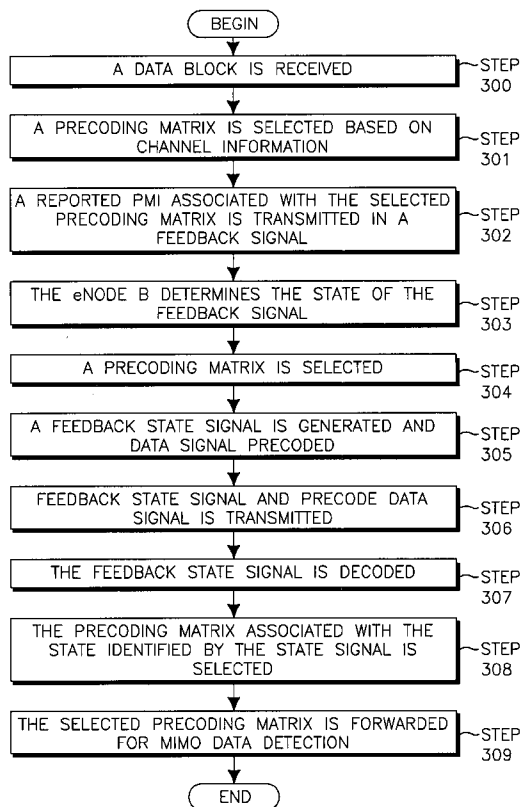 BEGIN
A DATA BLOCK IS RECEIVED
STEP
300
A PRECODING MATRIX IS SELECTED BASED ON
CHANNEL INFORMATION
STEP
301
A REPORTED PMI ASSOCIATED WITH THE SELECTED
PRECODING MATRIX IS TRANSMITTED IN A
FEEDBACK SIGNAL
STEP
302
THE eNODE B DETERMINES THE STATE OF THE
FEEDBACK SIGNAL
STEP
303
A PRECODING MATRIX IS SELECTED
STEP
304
A FEEDBACK STATE SIGNAL IS GENERATED AND
DATA SIGNAL PRECODED
STEP
305
FEEDBACK STATE SIGNAL AND PRECODE DATA
SIGNAL IS TRANSMITTED
STEP
306
THE FEEDBACK STATE SIGNAL IS DECODED
STEP
307
THE PRECODING MATRIX ASSOCIATED WITH THE
STATE IDENTIFIED BY THE STATE SIGNAL IS
SELECTED
STEP
308
THE SELECTED PRECODING MATRIX IS FORWARDED
FOR MIMO DATA DETECTION
STEP
309
END